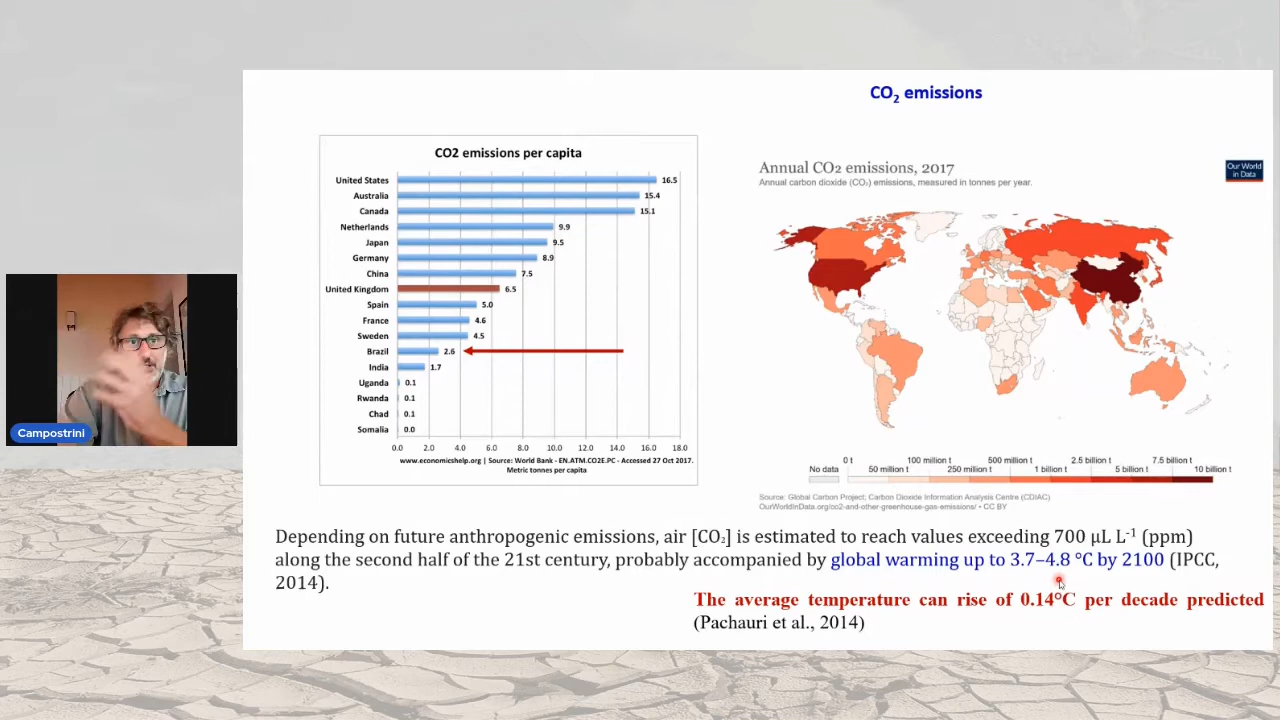 CO₂ emissions
CO2 emissions per capita
United States 16.5
Australia 15.4
Canada 15.1
Netherlands 9.9
Japan 9.5
Germany 8.9
China 7.5
United Kingdom 6.5
Spain 5.0
France 4.6
Sweden 4.5
Brazil 2.6
India 1.7
Uganda 0.1
Rwanda 0.1
Chad 0.1
Somalia 0.0
0.0 2.0 4.0 6.0 8.0 10.0 12.0 14.0 16.0 18.0
www.economicshelp.org | Source: World Bank - EN.ATM.CO2E.PC - Accessed 27 Oct 2017.
Metric tonnes per capita
Annual CO₂ emissions, 2017
Annual carbon dioxide (CO₂) emissions, measured in tonnes per year.
Our World
in Data
0 t 100 million t 500 million t 2.5 billion t 7.5 billion t
No data 50 million t 250 million t 1 billion t 5 billion t 10 billion t
Source: Global Carbon Project; Carbon Dioxide Information Analysis Centre (CDIAC)
OurWorldInData.org/co2-and-other-greenhouse-gas-emissions/ • CC BY
Campostrini
Depending on future anthropogenic emissions, air [CO₂] is estimated to reach values exceeding 700 µL L⁻¹ (ppm)
along the second half of the 21st century, probably accompanied by global warming up to 3.7–4.8 °C by 2100 (IPCC,
2014).
The average temperature can rise of 0.14°C per decade predicted
(Pachauri et al., 2014)